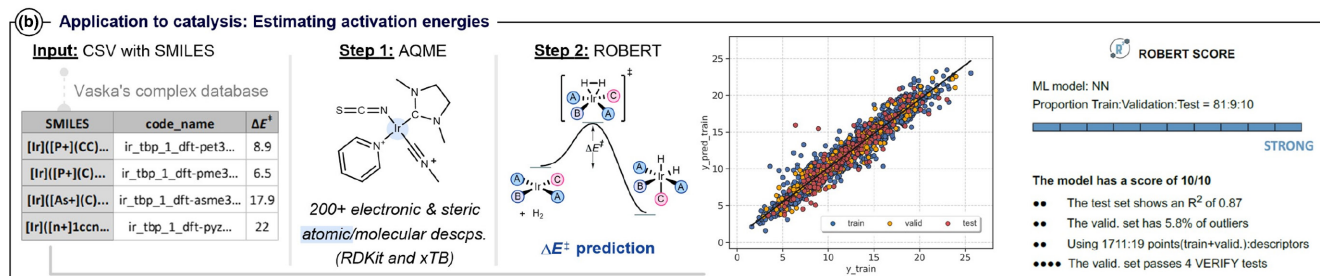 (b) Application to catalysis: Estimating activation energies
Input: CSV with SMILES
Vaska's complex database
SMILES code_name ΔE‡
[Ir]([P+](CC)... ir_tbp_1_dft-pet3... 8.9
[Ir]([P+](C)... ir_tbp_1_dft-pme3... 6.5
[Ir]([As+](C)... ir_tbp_1_dft-asme3... 17.9
[Ir]([n+]1ccn... ir_tbp_1_dft-pyz... 22
Step 1: AQME
S=C=N
N
N
Ir
N+
N+
200+ electronic & steric
atomic/molecular descps.
(RDKit and xTB)
Step 2: ROBERT
‡
H H
A Ir C
B A
ΔE‡
A C
Ir
B A
+ H2
H
A Ir H
B A
C
ΔE‡ prediction
y_pred_train
25
20
15
10
5
0
0 5 10 15 20 25
train valid test
y_train
R
ROBERT SCORE
ML model: NN
Proportion Train:Validation:Test = 81:9:10
STRONG
The model has a score of 10/10
●● The test set shows an R2 of 0.87
●● The valid. set has 5.8% of outliers
●● Using 1711:19 points(train+valid.):descriptors
●●●● The valid. set passes 4 VERIFY tests